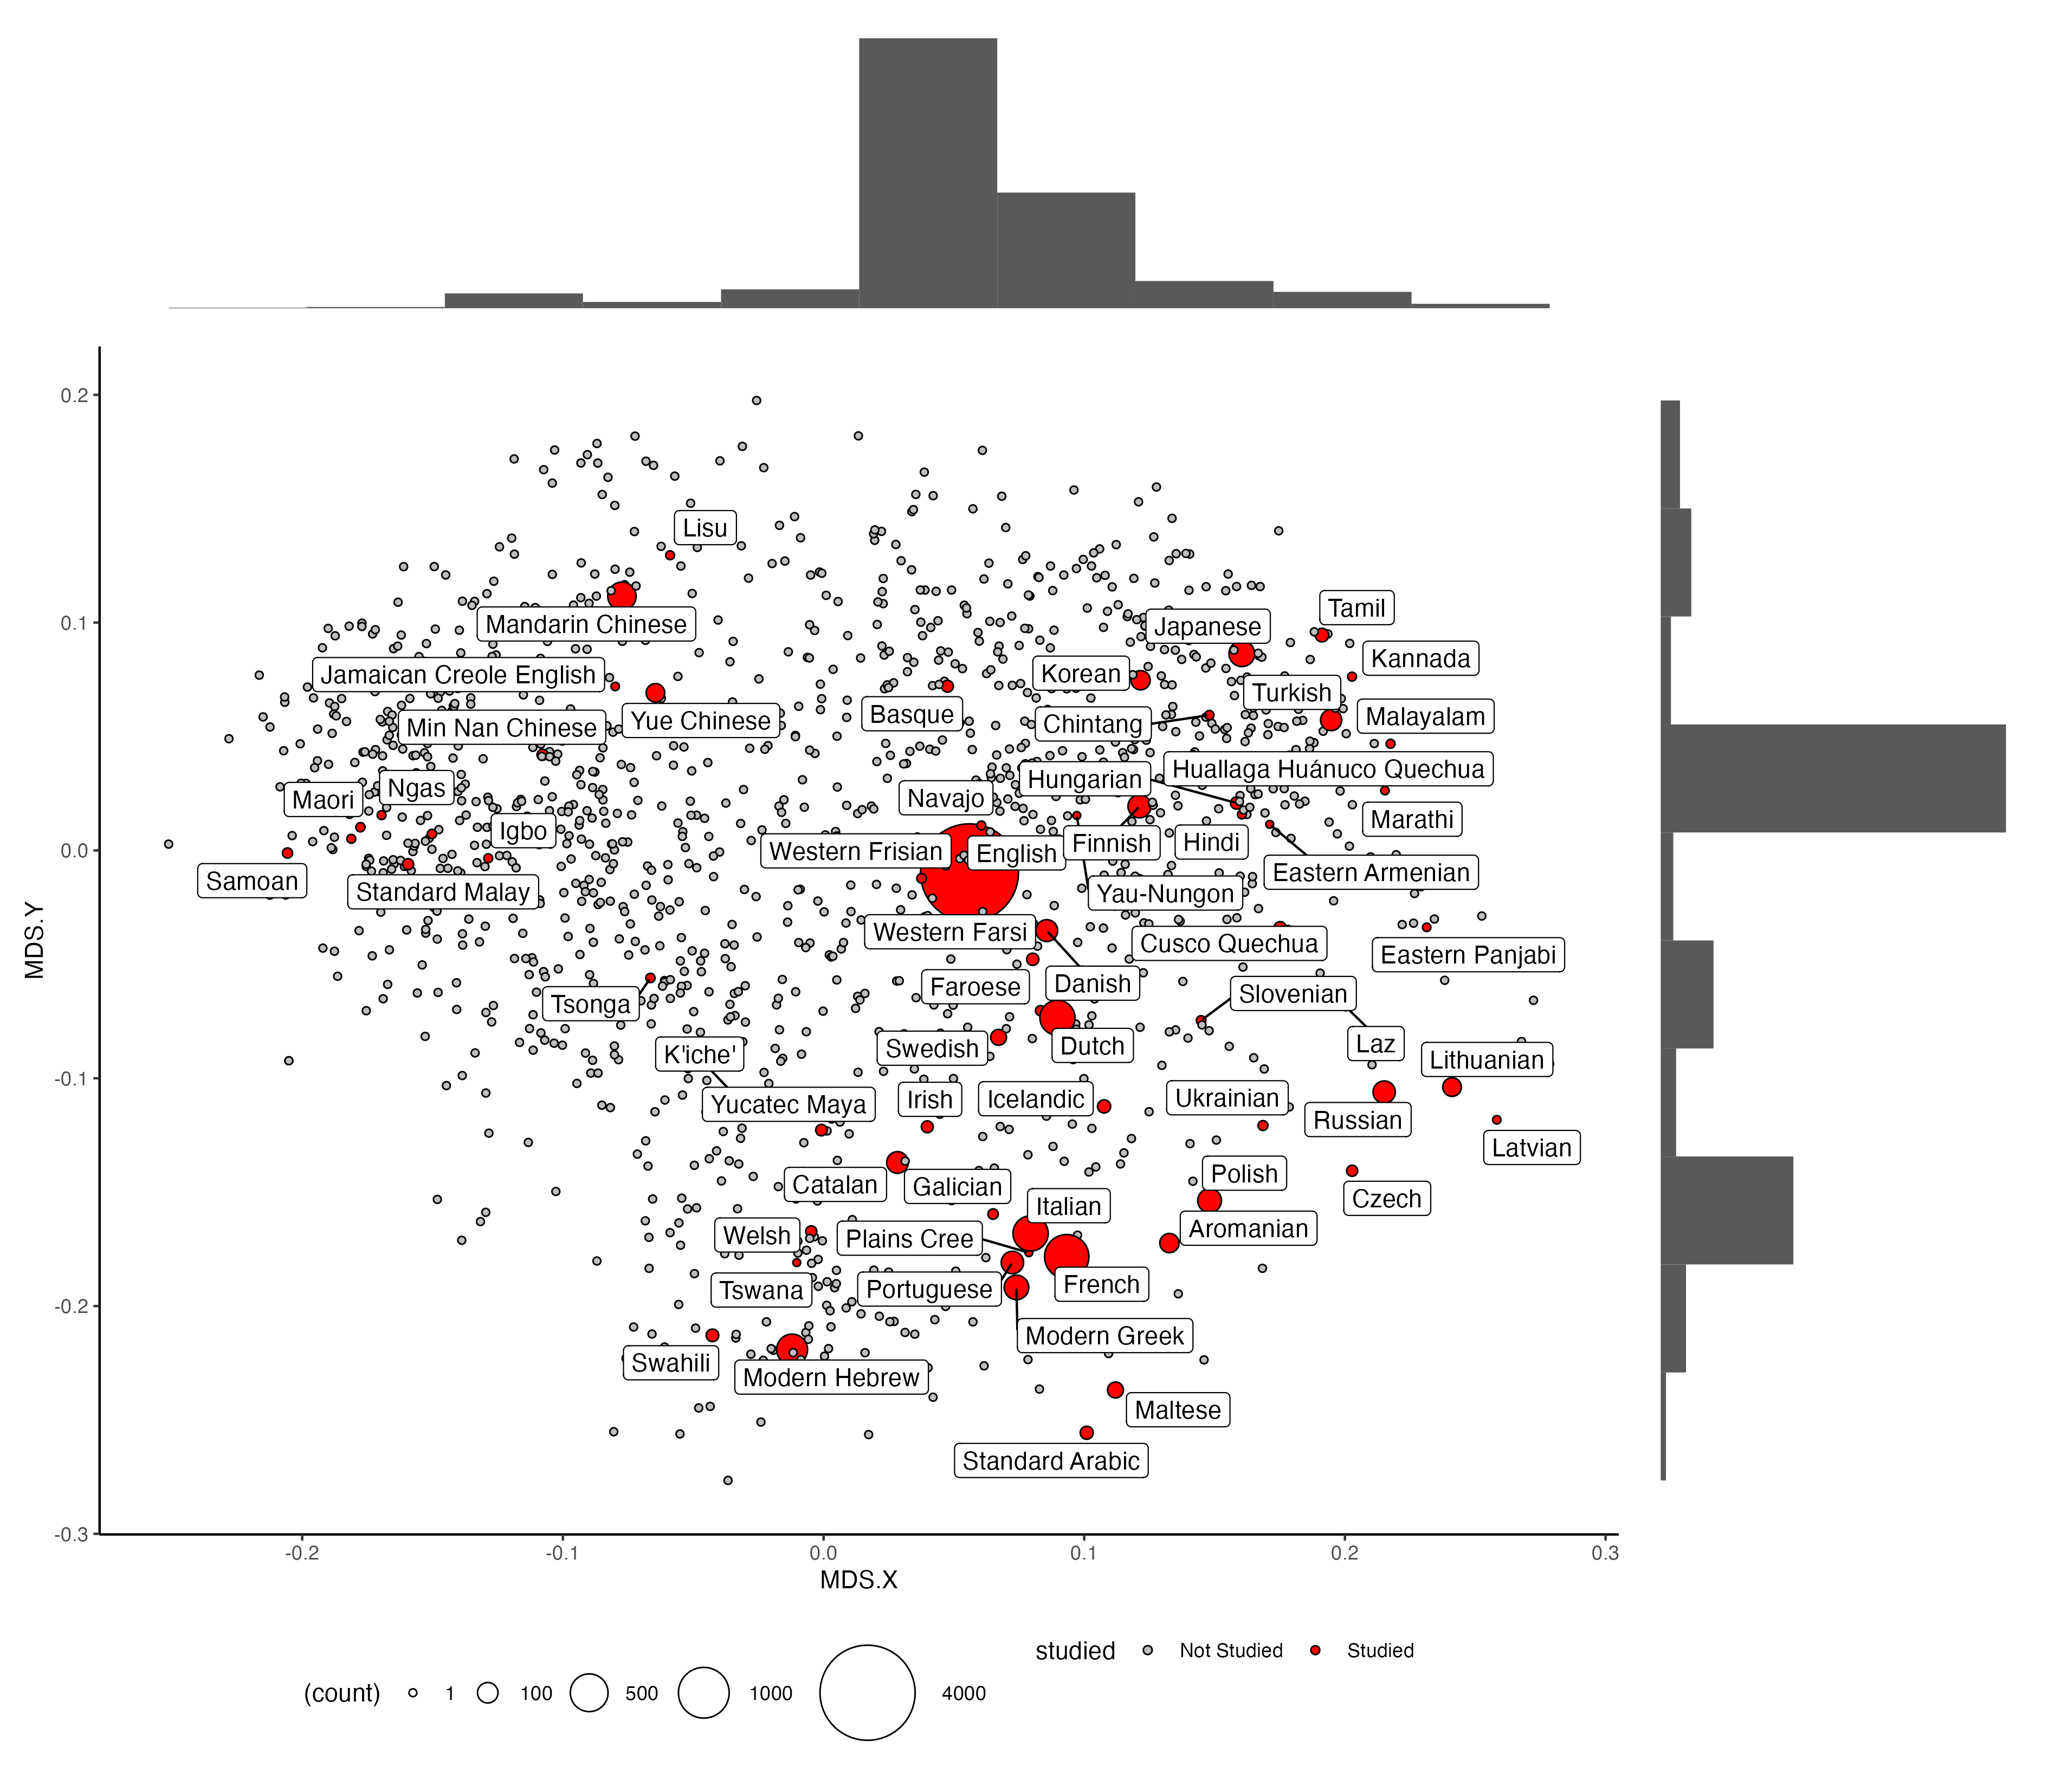 0.2
Lisu
Tamil
Mandarin Chinese
Japanese
0.1
Jamaican Creole English
Korean
Kannada
Min Nan Chinese
Yue Chinese
Basque
Chintang
Turkish
Malayalam
Maori
Ngas
Navajo
Hungarian
Huallaga Huánuco Quechua
Igbo
Marathi
0.0
Western Frisian
English
Finnish
Hindi
Samoan
Standard Malay
Yau-Nungon
Eastern Armenian
MDS.Y
Western Farsi
Cusco Quechua
Eastern Panjabi
Tsonga
Faroese
Danish
Slovenian
K'iche'
Swedish
Dutch
Laz
Lithuanian
-0.1
Yucatec Maya
Irish
Icelandic
Ukrainian
Russian
Latvian
Catalan
Galician
Polish
Czech
Italian
Welsh
Plains Cree
Aromanian
Tswana
Portuguese
French
-0.2
Modern Greek
Swahili
Modern Hebrew
Maltese
Standard Arabic
-0.3
-0.2
-0.1
0.0
0.1
0.2
0.3
MDS.X
studied Not Studied Studied
(count) 1 100 500 1000 4000